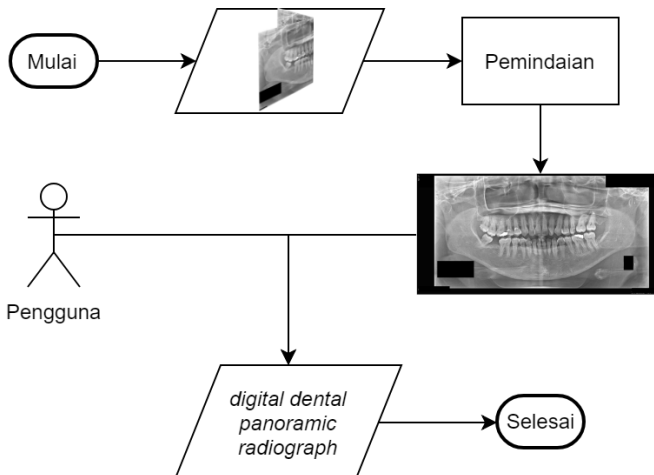 Mulai
Pemindaian
Pengguna
digital dental
panoramic
radiograph
Selesai